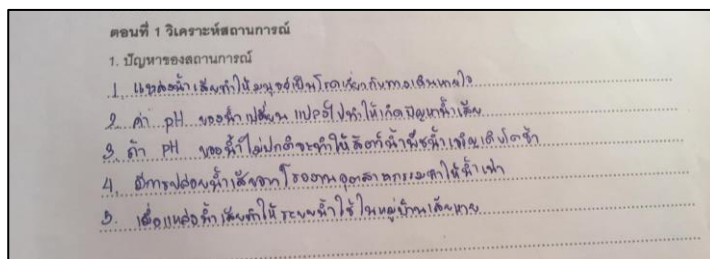 ตอนที่ 1 วิเคราะห์สถานการณ์
1. ปัญหาของสถานการณ์
1. แหล่งน้ำเสียทำให้มนุษย์เป็นโรคเกี่ยวกับทางเดินหายใจ
2. ค่า pH ของน้ำเปลี่ยนแปลงไปทำให้เกิดปัญหาน้ำเสีย
3. ถ้า pH ของน้ำไม่ปกติจะทำให้สัตว์น้ำพืชน้ำเจริญเติบโตช้า
4. มีการปล่อยน้ำเสียจากโรงงานอุตสาหกรรมทำให้น้ำเน่า
5. เมื่อแหล่งน้ำเสียทำให้ระบบน้ำใช้ในหมู่บ้านเสียหาย